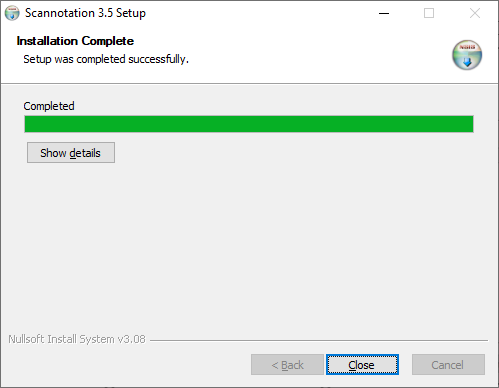 Scannotation 3.5 Setup
Installation Complete
Setup was completed successfully.
Completed
Show details
Nullsoft Install System v3.08
< Back
Close
Cancel